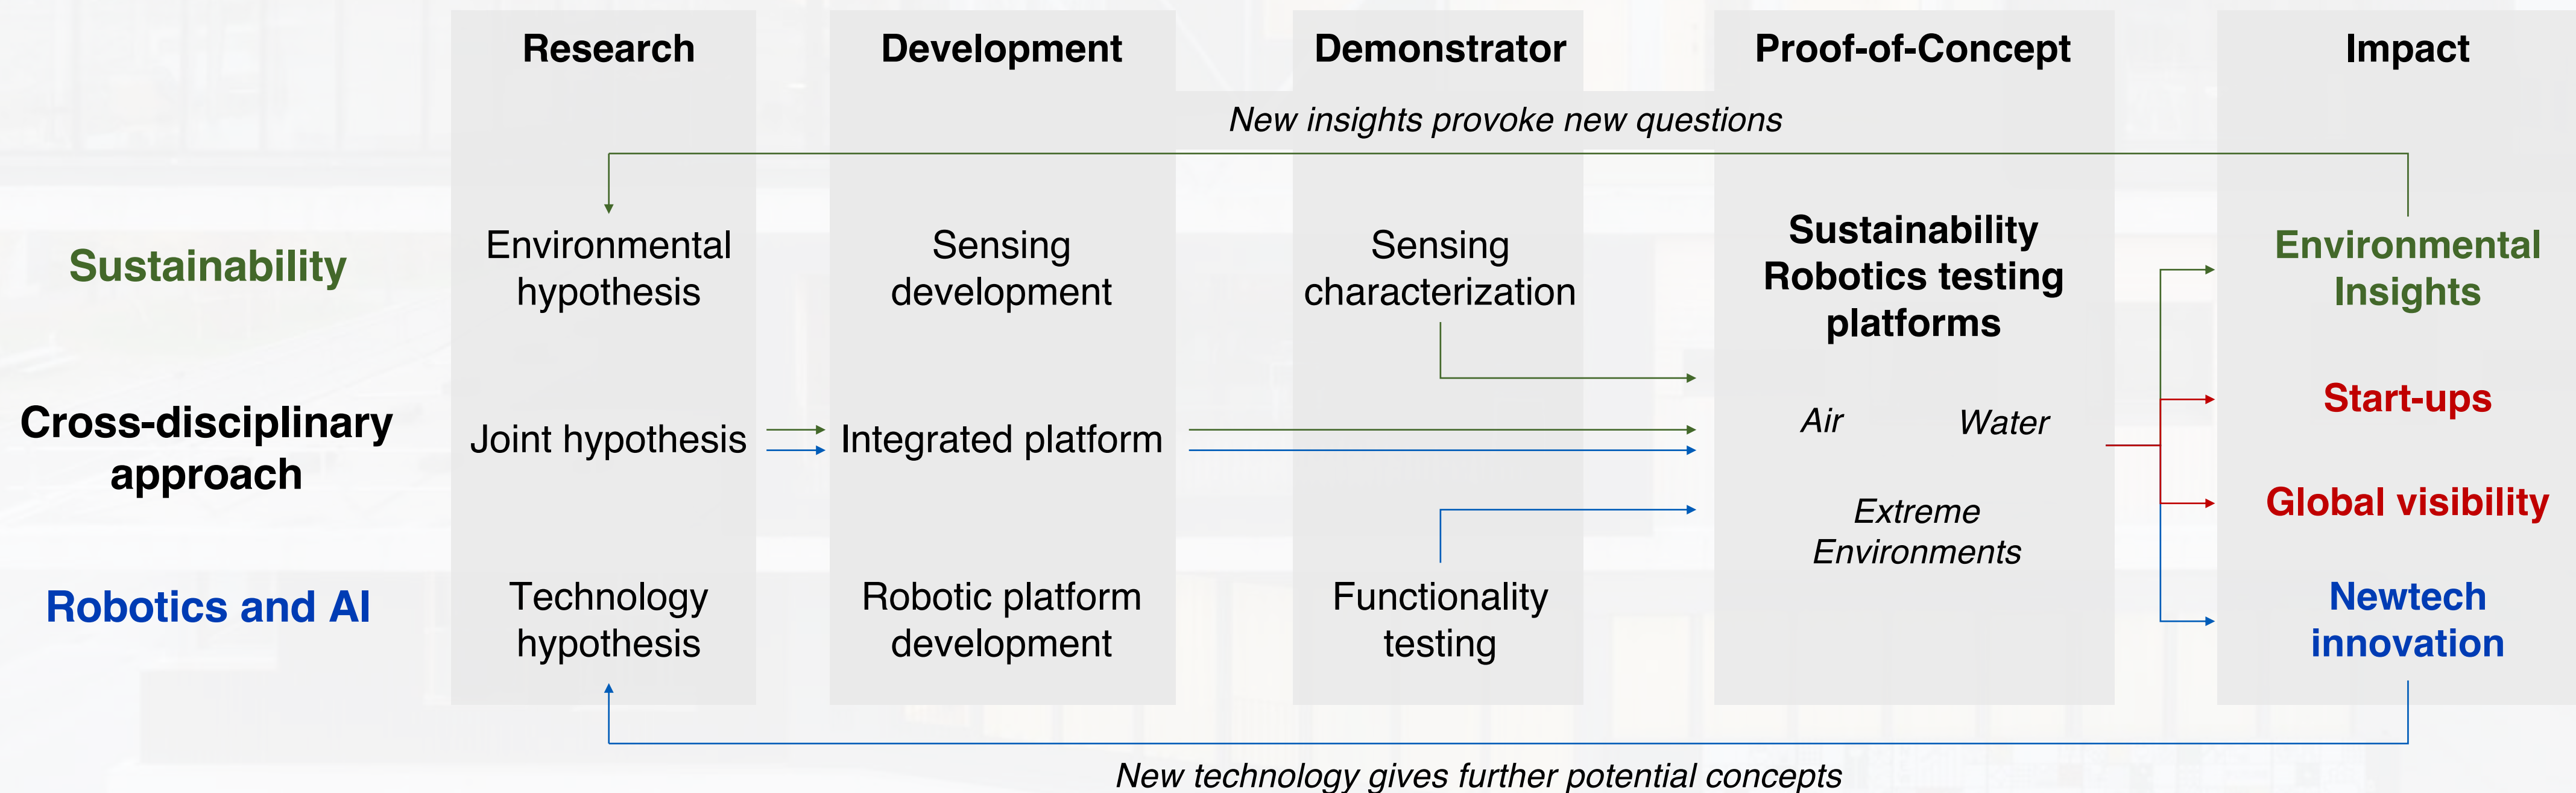 Research
Development
Demonstrator
Proof-of-Concept
Impact
New insights provoke new questions
Sustainability
Environmental
hypothesis
Sensing
development
Sensing
characterization
Sustainability
Robotics testing
platforms
Environmental
Insights
Cross-disciplinary
approach
Joint hypothesis
Integrated platform
Air
Water
Extreme
Environments
Start-ups
Global visibility
Robotics and AI
Technology
hypothesis
Robotic platform
development
Functionality
testing
Newtech
innovation
New technology gives further potential concepts